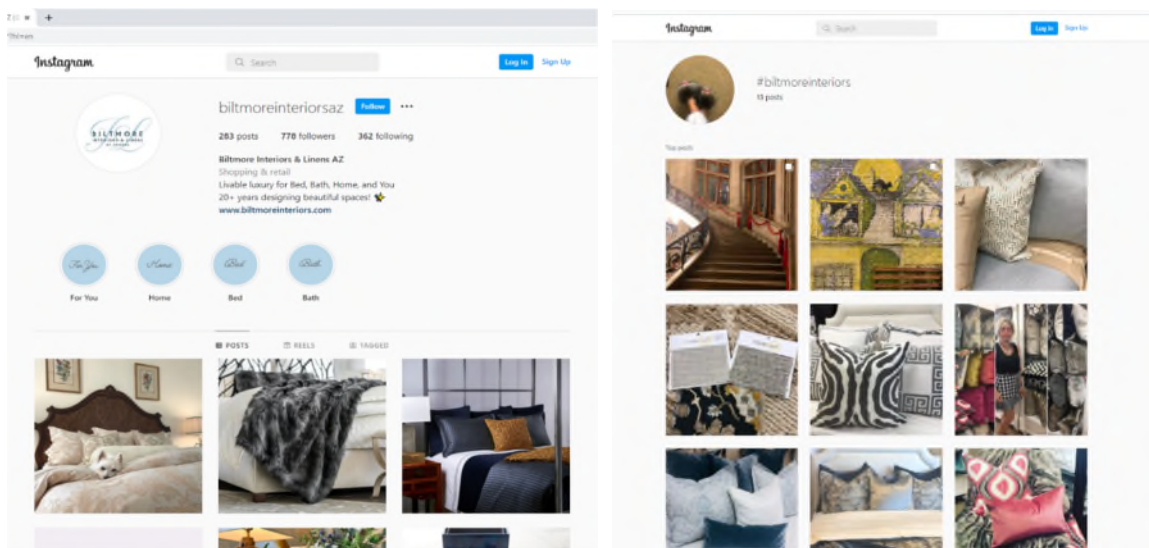 Instagram
Search
Log In Sign Up
biltmoreinteriorsaz Follow
283 posts 778 followers 362 following
Biltmore Interiors & Linens AZ
Shopping & retail
Livable luxury for Bed, Bath, Home, and You
20+ years designing beautiful spaces!
www.biltmoreinteriors.com
BILTMORE
For You
Home
Bed
Bath
For You Home Bed Bath
POSTS REELS TAGGED
Instagram
Search
Log In Sign Up
#biltmoreinteriors
13 posts
Top posts